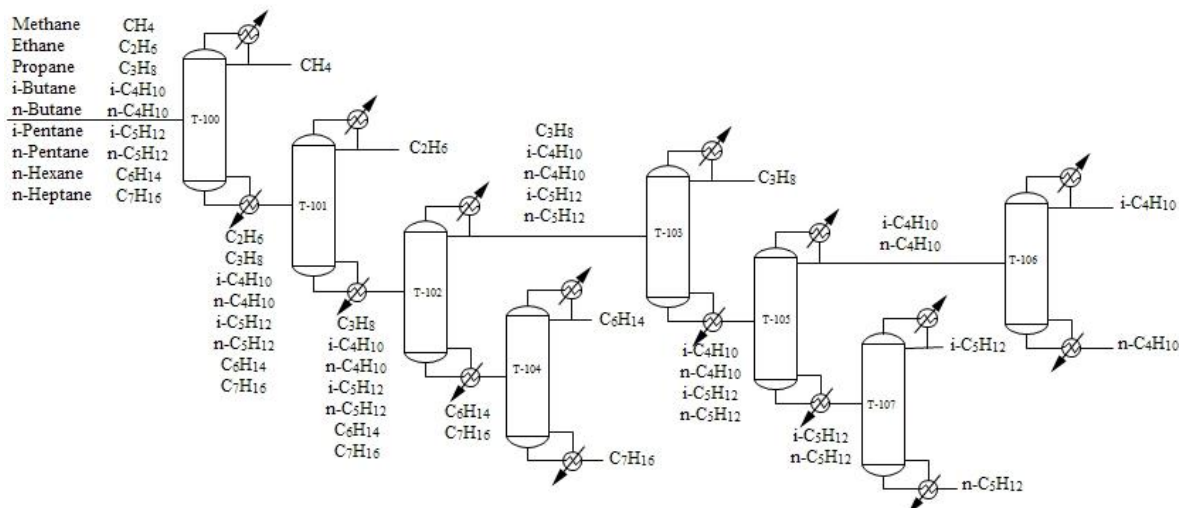 Methane CH4
Ethane C2H6
Propane C3H8
i-Butane i-C4H10
n-Butane n-C4H10
i-Pentane i-C5H12
n-Pentane n-C5H12
n-Hexane C6H14
n-Heptane C7H16
T-100
CH4
C2H6
C3H8
i-C4H10
n-C4H10
i-C5H12
n-C5H12
C6H14
C7H16
T-101
C2H6
C3H8
i-C4H10
n-C4H10
i-C5H12
n-C5H12
C6H14
C7H16
T-102
C3H8
i-C4H10
n-C4H10
i-C5H12
n-C5H12
C6H14
C7H16
T-104
C6H14
C7H16
T-103
C3H8
i-C4H10
n-C4H10
i-C5H12
n-C5H12
T-105
i-C4H10
n-C4H10
i-C5H12
n-C5H12
T-107
i-C5H12
n-C5H12
T-106
i-C4H10
n-C4H10